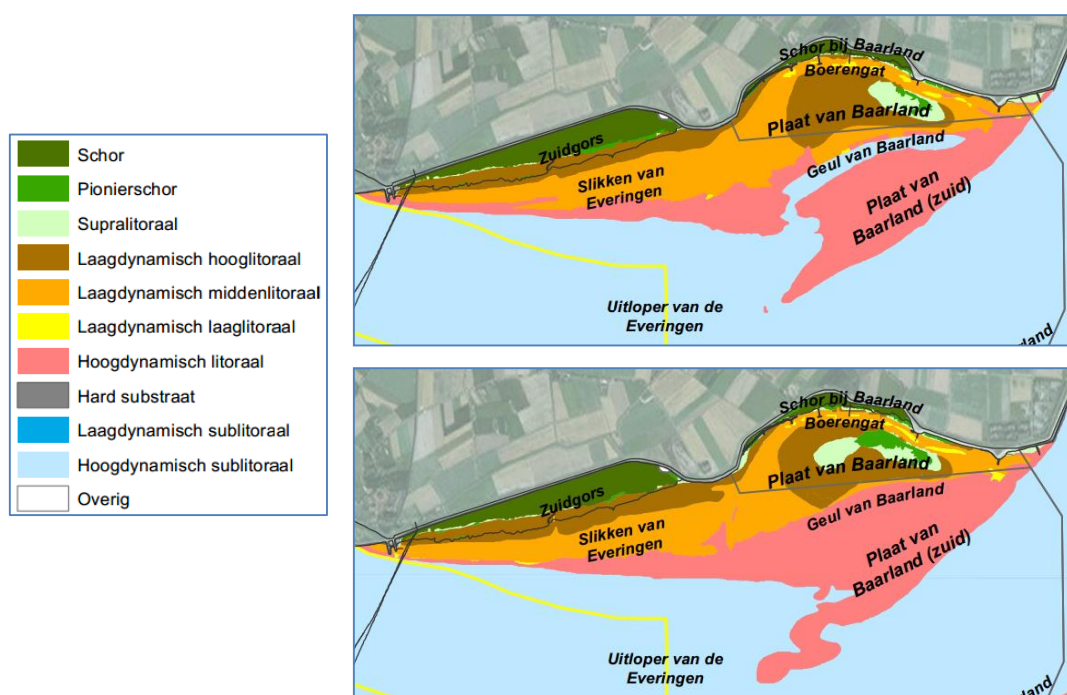 Schor
Pionierschor
Supralitoraal
Laagdynamisch hooglitoraal
Laagdynamisch middenlitoraal
Laagdynamisch laaglitoraal
Hoogdynamisch litoraal
Hard substraat
Laagdynamisch sublitoraal
Hoogdynamisch sublitoraal
Overig
Schor bij Baarland
Boerengat
Plaat van Baarland
Zuidgors
Geul van Baarland
Slikken van
Everingen
Plaat van
Baarland (zuid)
Uitloper van de
Everingen
Schor bij Baarland
Boerengat
Plaat van Baarland
Zuidgors
Geul van Baarland
Slikken van
Everingen
Plaat van
Baarland (zuid)
Uitloper van de
Everingen